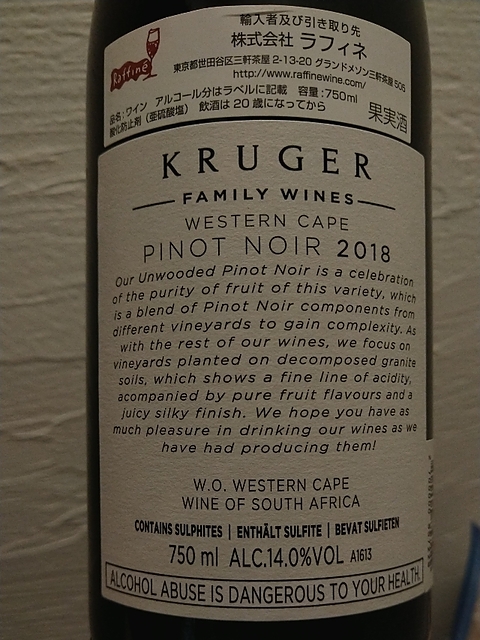 Raffiné
輸入者及び引き取り先
株式会社 ラフィネ
東京都世田谷区三軒茶屋 2-13-20 グランドメゾン三軒茶屋 505
http://www.raffinewine.com/
品名:ワイン アルコール分はラベルに記載 容量:750ml
酸化防止剤(亜硫酸塩) 飲酒は20歳になってから
果実酒
KRUGER
FAMILY WINES
WESTERN CAPE
PINOT NOIR 2018
Our Unwooded Pinot Noir is a celebration
of the purity of fruit of this variety, which
is a blend of Pinot Noir components from
different vineyards to gain complexity. As
with the rest of our wines, we focus on
vineyards planted on decomposed granite
soils, which shows a fine line of acidity,
acompanied by pure fruit flavours and a
juicy silky finish. We hope you have as
much pleasure in drinking our wines as we
have had producing them!
W.O. WESTERN CAPE
WINE OF SOUTH AFRICA
CONTAINS SULPHITES | ENTHÄLT SULFITE | BEVAT SULFIETEN
750 ml ALC.14.0%VOL A1613
ALCOHOL ABUSE IS DANGEROUS TO YOUR HEALTH.